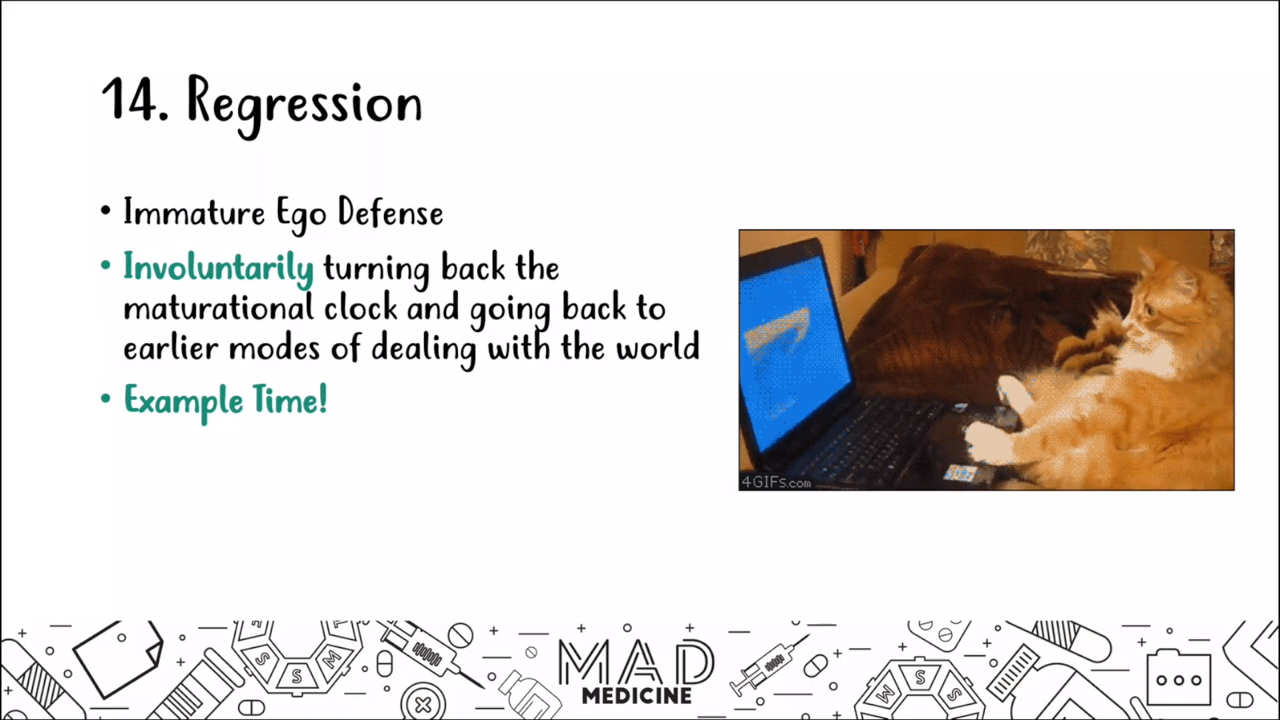 14. Regression
• Immature Ego Defense
• Involuntarily turning back the
maturational clock and going back to
earlier modes of dealing with the world
• Example Time!
4GIFs.com
S
S
M
MAD
MEDICINE
M
S
S